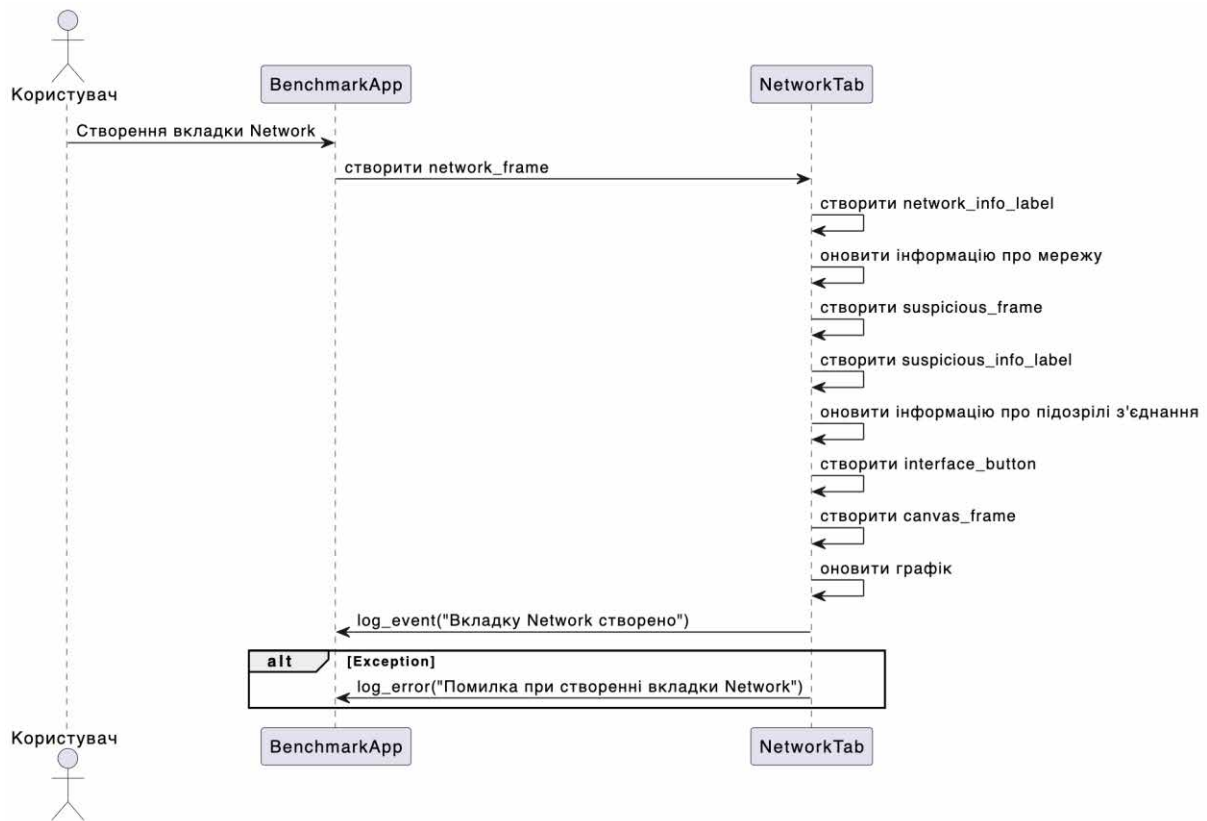 Користувач
BenchmarkApp
NetworkTab
Створення вкладки Network
створити network_frame
створити network_info_label
оновити інформацію про мережу
створити suspicious_frame
створити suspicious_info_label
оновити інформацію про підозрілі з'єднання
створити interface_button
створити canvas_frame
оновити графік
log_event("Вкладку Network створено")
alt [Exception]
log_error("Помилка при створенні вкладки Network")
Користувач
BenchmarkApp
NetworkTab